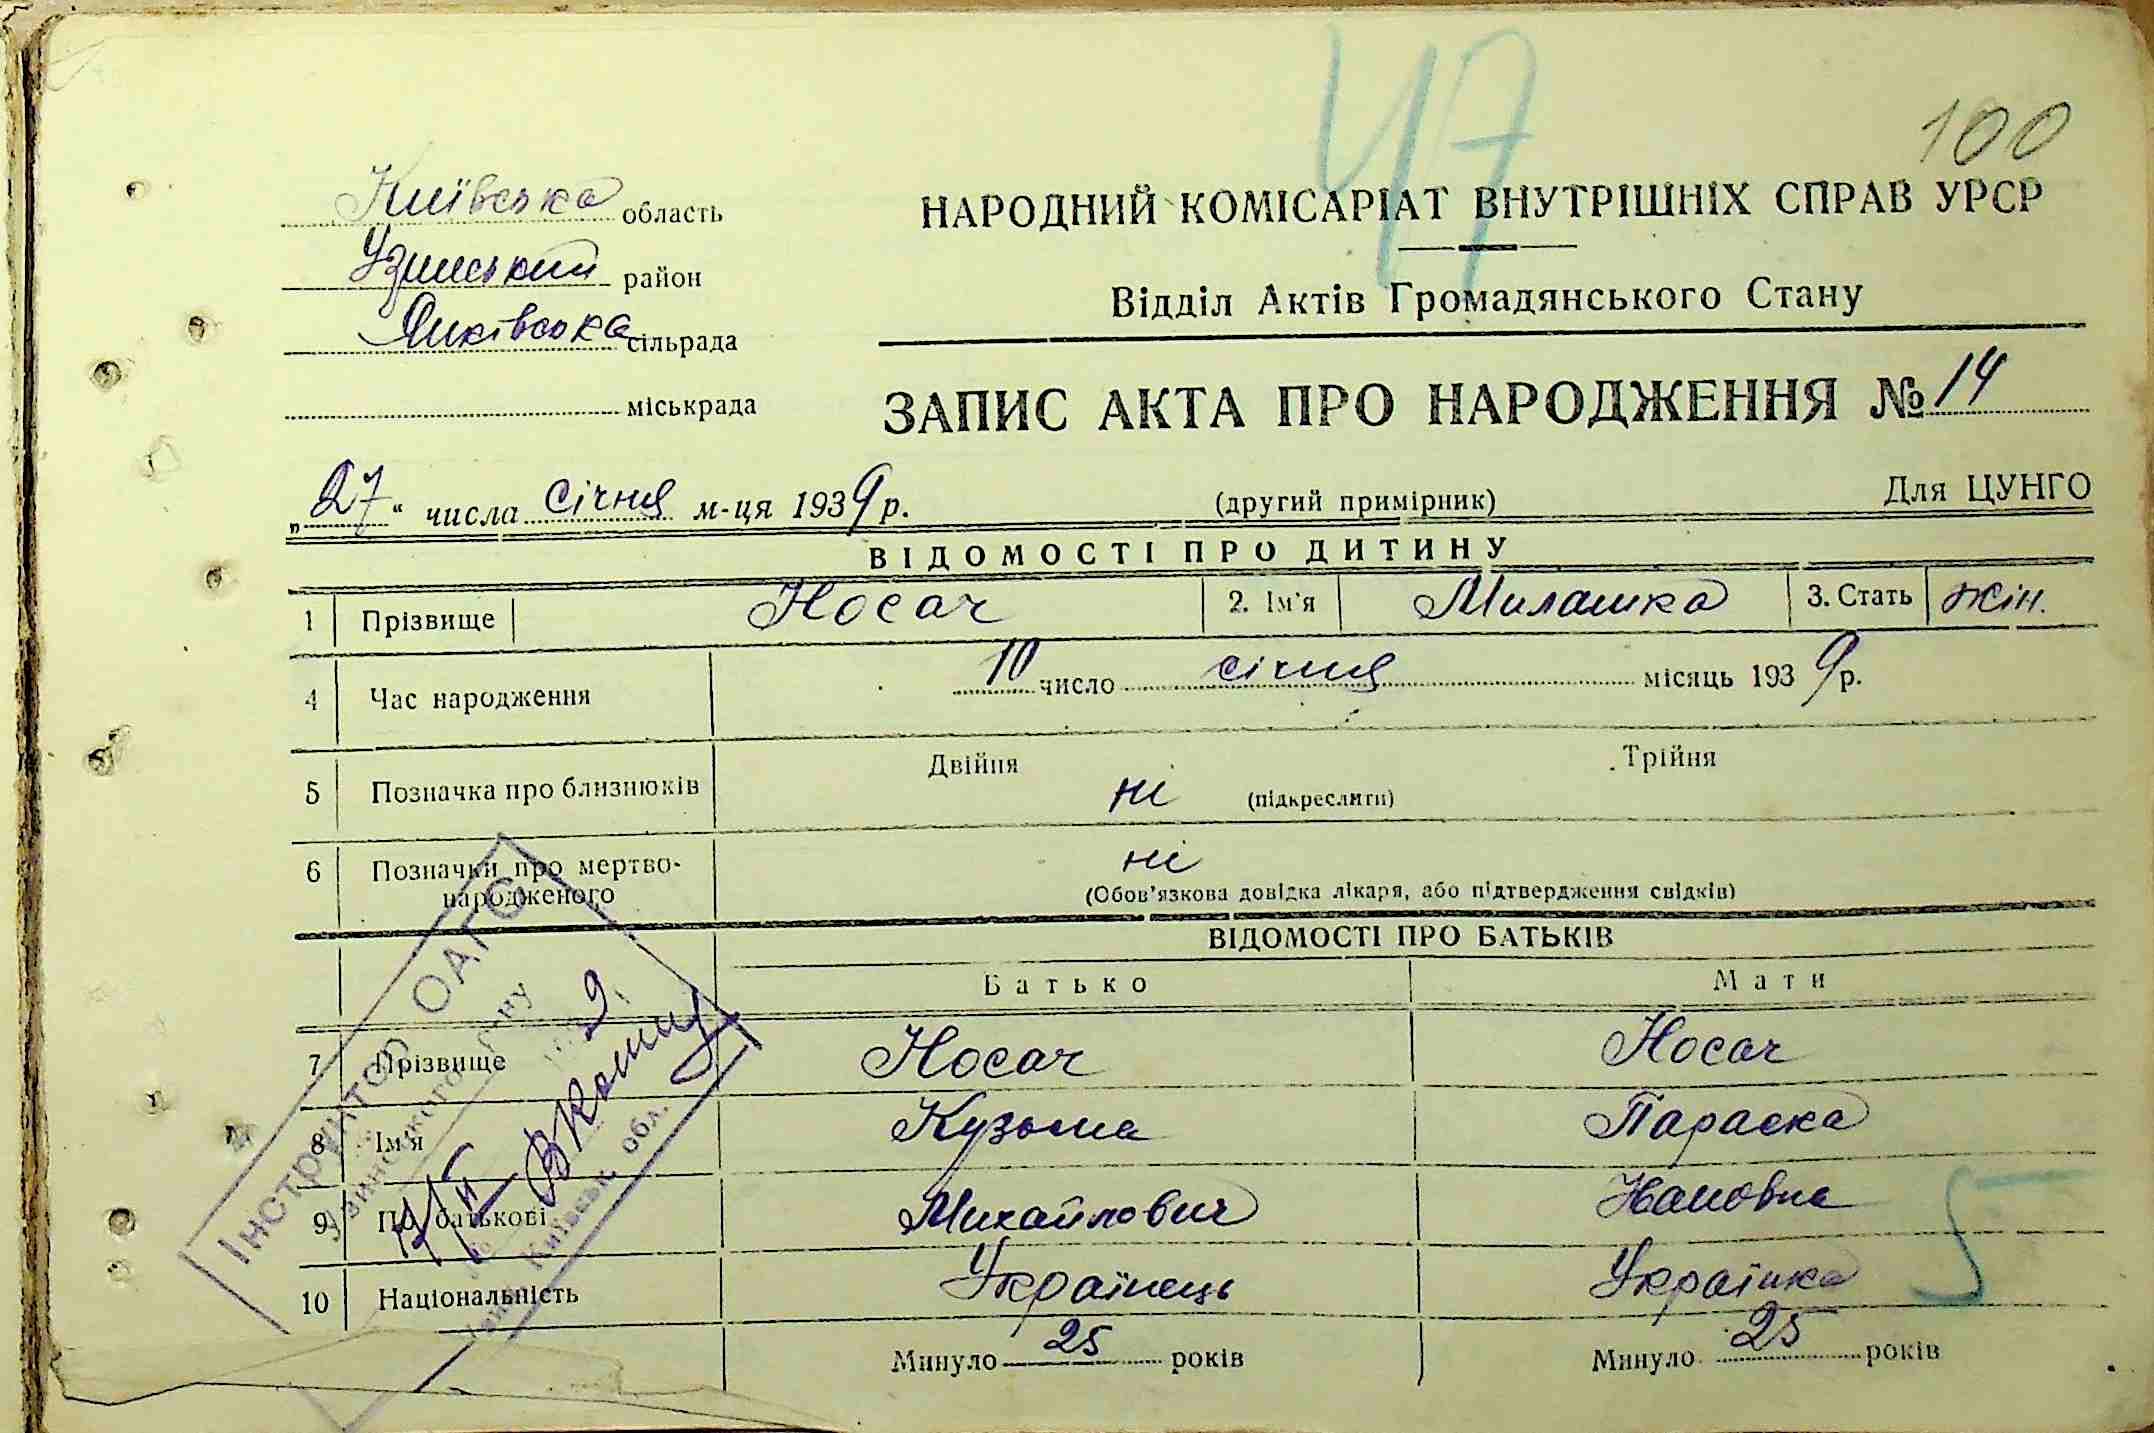 47
100
Київська область
Узинський район
Янківська сільрада
міськрада
НАРОДНИЙ КОМІСАРІАТ ВНУТРІШНІХ СПРАВ УРСР
Відділ Актів Громадянського Стану
ЗАПИС АКТА ПРО НАРОДЖЕННЯ № 14
„27“ числа січня м-ця 1939 р.
(другий примірник)
Для ЦУНГО
ВІДОМОСТІ ПРО ДИТИНУ
1 Прізвище Носач 2. Ім'я Милашка 3. Стать жін.
4 Час народження 10 число січня місяць 1939 р.
5 Позначка про близнюків Двійня ні (підкреслити) Трійня
6 Позначки про мертво-
народженого ні
(Обов'язкова довідка лікаря, або підтвердження свідків)
ВІДОМОСТІ ПРО БАТЬКІВ
Батько Мати
7 Прізвище Носач Носач
8 Ім'я Кузьма Параска
9 По батькові Михайлович
10 Національність Українець Українка
5
Минуло 25 років Минуло 25 років
Інструктор ОАГС
Узинського р-ну
Київськ. обл.